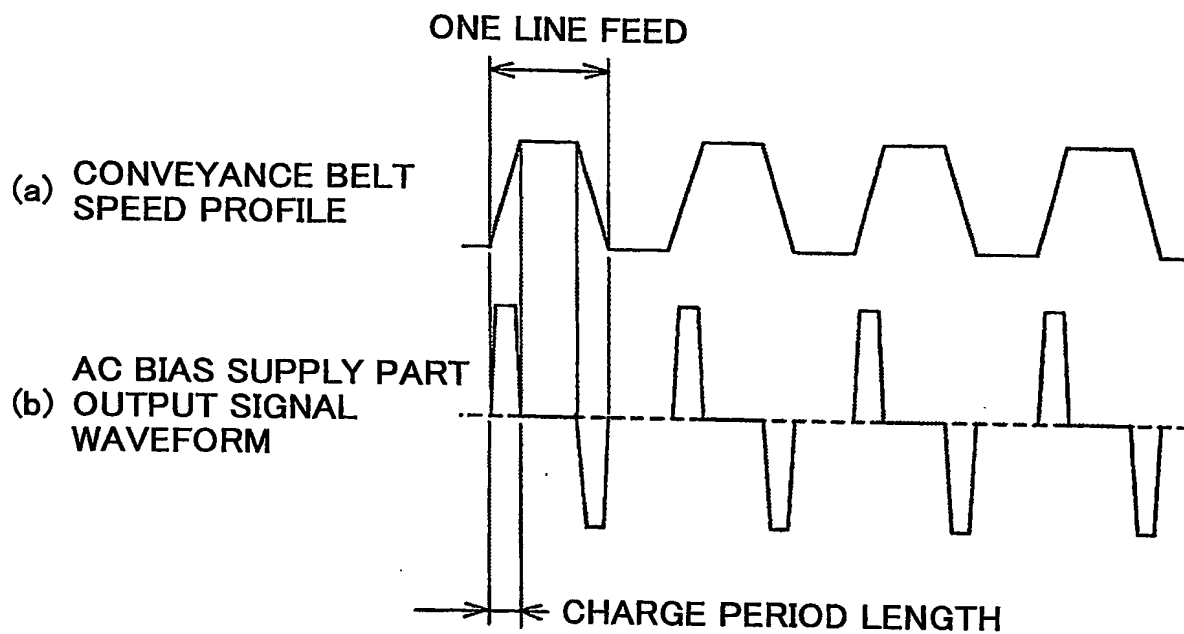 ONE LINE FEED
(a) CONVEYANCE BELT
SPEED PROFILE
(b) AC BIAS SUPPLY PART
OUTPUT SIGNAL
WAVEFORM
CHARGE PERIOD LENGTH